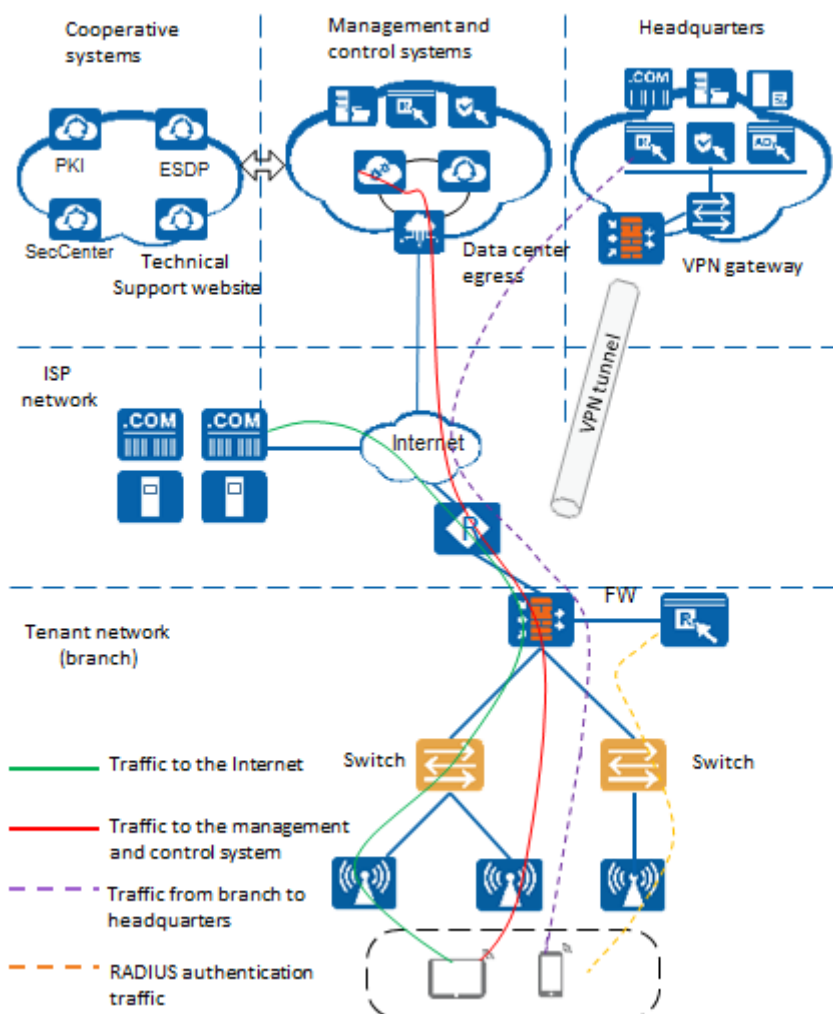 Cooperative
systems
Management and
control systems
Headquarters
.COM
PKI
ESDP
SecCenter
Technical
Support website
Data center
egress
VPN gateway
VPN tunnel
ISP
network
.COM
.COM
Internet
R
Tenant network
(branch)
FW
R
Switch
Switch
Traffic to the Internet
Traffic to the management
and control system
Traffic from branch to
headquarters
RADIUS authentication
traffic